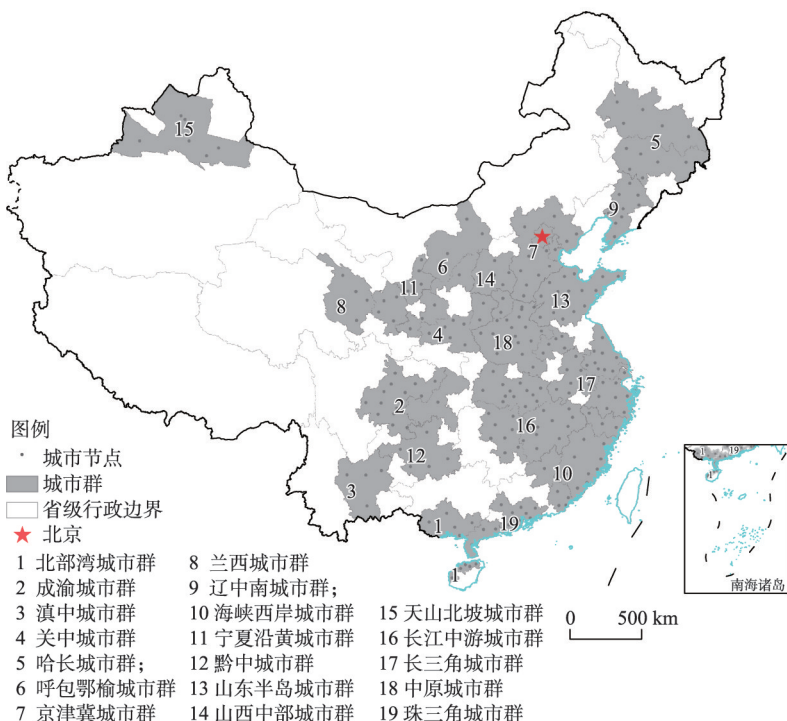 15
5
9
7
6
14
11
8
13
4
18
17
2
16
12
10
3
1
19
1
图例
城市节点
城市群
省级行政边界
北京
1 北部湾城市群
2 成渝城市群
3 滇中城市群
4 关中城市群
5 哈长城市群;
6 呼包鄂榆城市群
7 京津冀城市群
8 兰西城市群
9 辽中南城市群;
10 海峡西岸城市群
11 宁夏沿黄城市群
12 黔中城市群
13 山东半岛城市群
14 山西中部城市群
15 天山北坡城市群
16 长江中游城市群
17 长三角城市群
18 中原城市群
19 珠三角城市群
0 500 km
1 19
1
南海诸岛